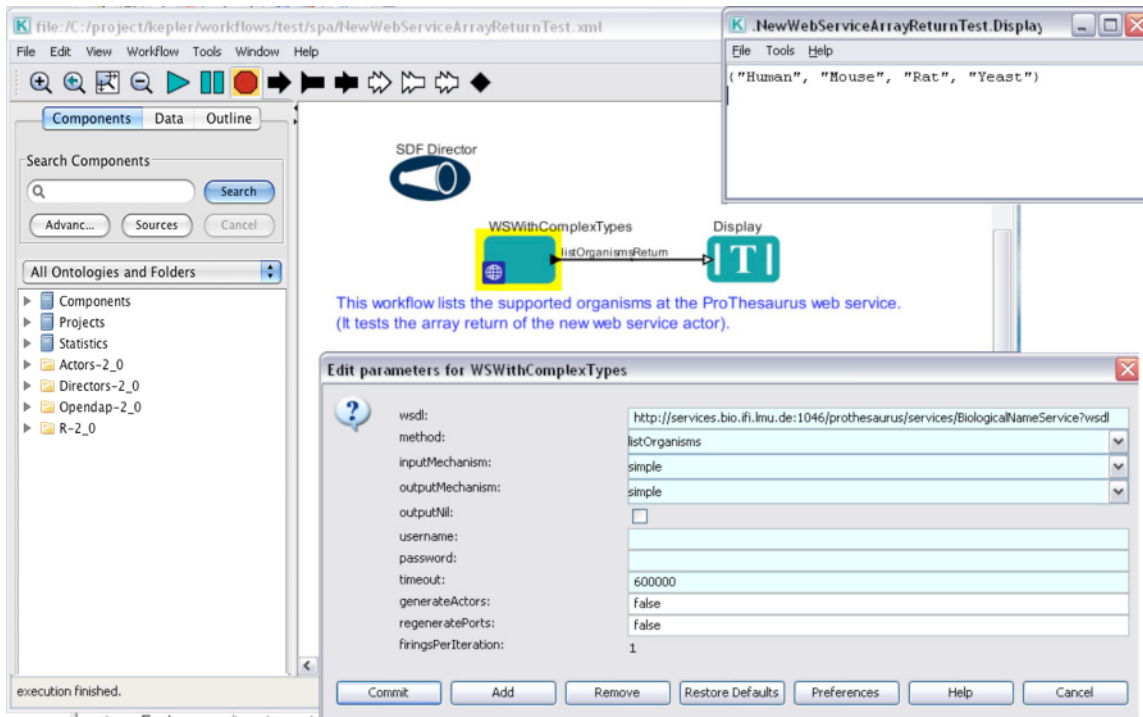 file:/C:/project/kepler/workflows/test/spa/NewWebServiceArrayReturnTest.xml
File Edit View Workflow Tools Window Help
Components Data Outline
Search Components
Search
Advanc... Sources Cancel
All Ontologies and Folders
Components
Projects
Statistics
Actors-2_0
Directors-2_0
Opendap-2_0
R-2_0
execution finished.
SDF Director
WSWithComplexTypes
listOrganismsReturn
Display
T
This workflow lists the supported organisms at the ProThesaurus web service.
(It tests the array return of the new web service actor).
.NewWebServiceArrayReturnTest.Display
File Tools Help
{"Human", "Mouse", "Rat", "Yeast"}
Edit parameters for WSWithComplexTypes
wsdl: http://services.bio.ifi.lmu.de:1046/prothesaurus/services/BiologicalNameService?wsdl
method: listOrganisms
inputMechanism: simple
outputMechanism: simple
outputNil:
username:
password:
timeout: 600000
generateActors: false
regeneratePorts: false
firingsPerIteration: 1
Commit Add Remove Restore Defaults Preferences Help Cancel